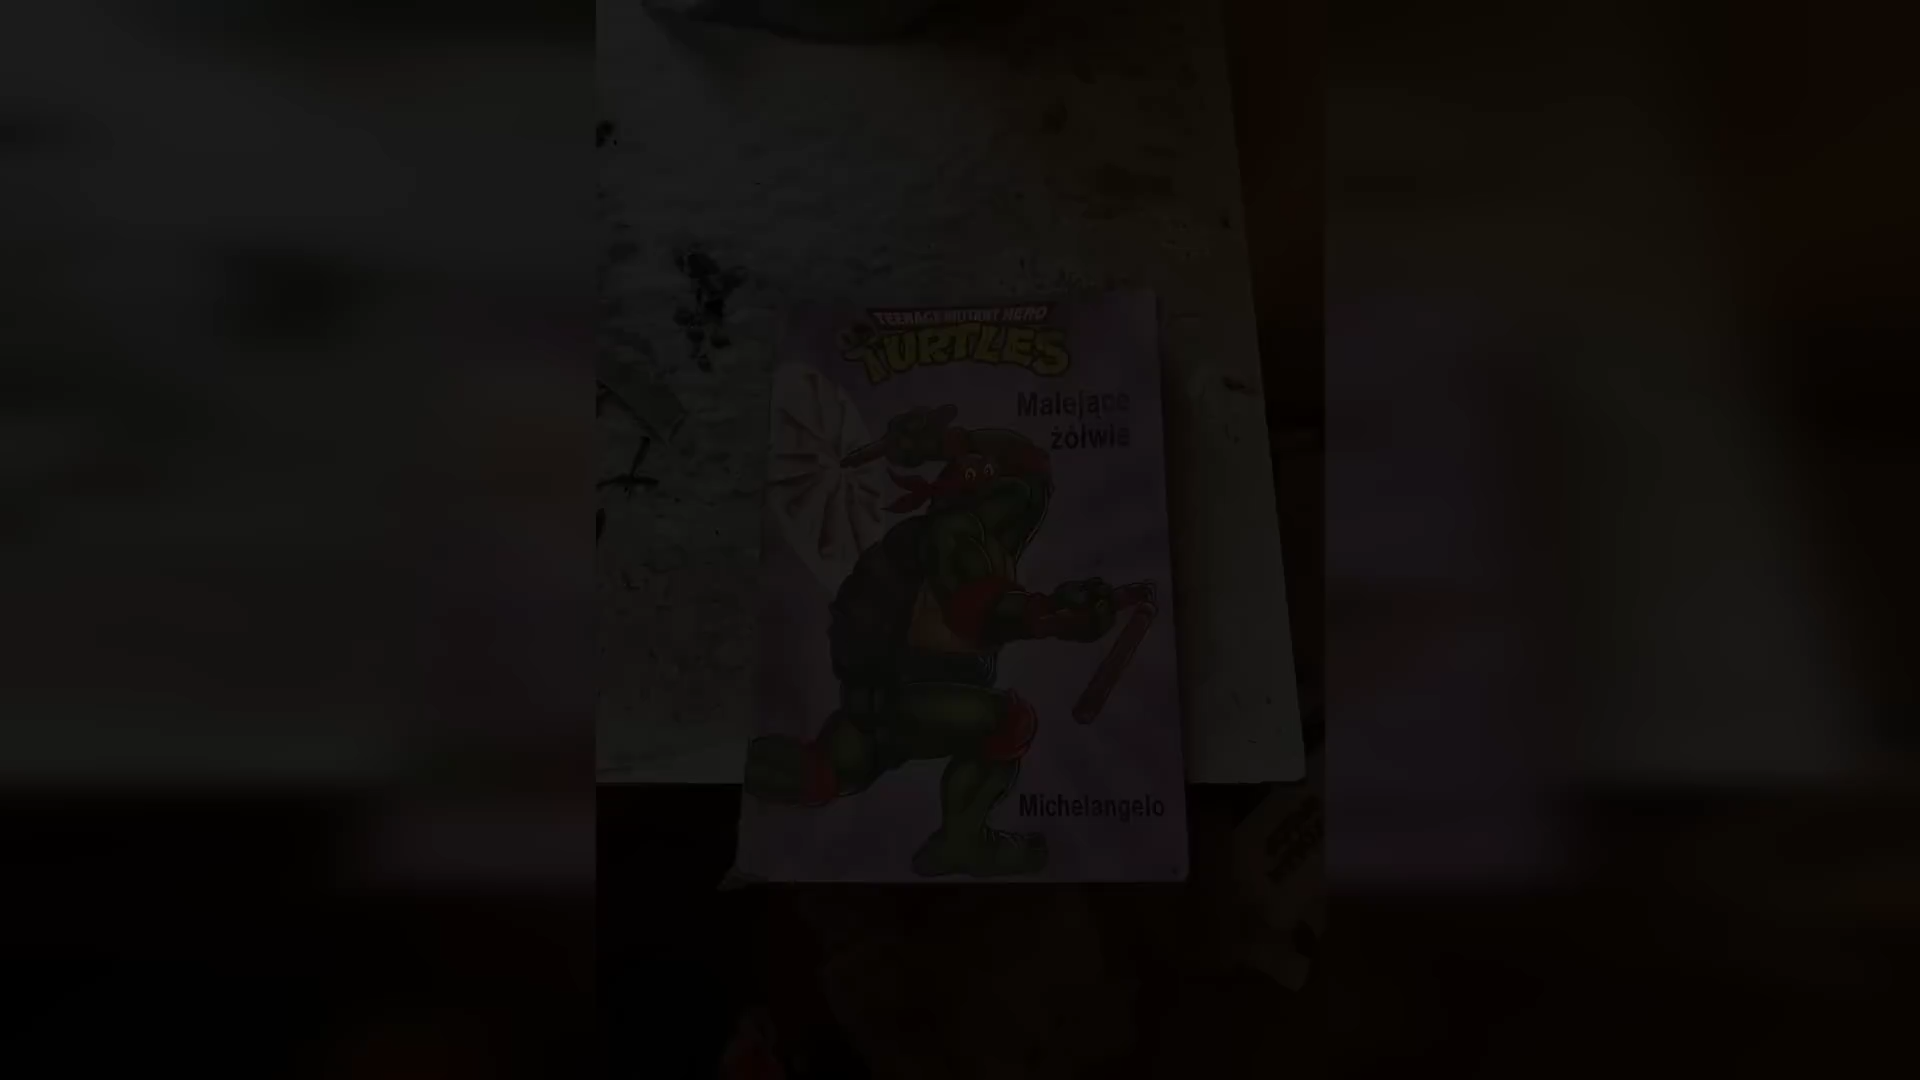 TEENAGE MUTANT HERO
TURTLES
Malejące
żółwie
Michelangelo